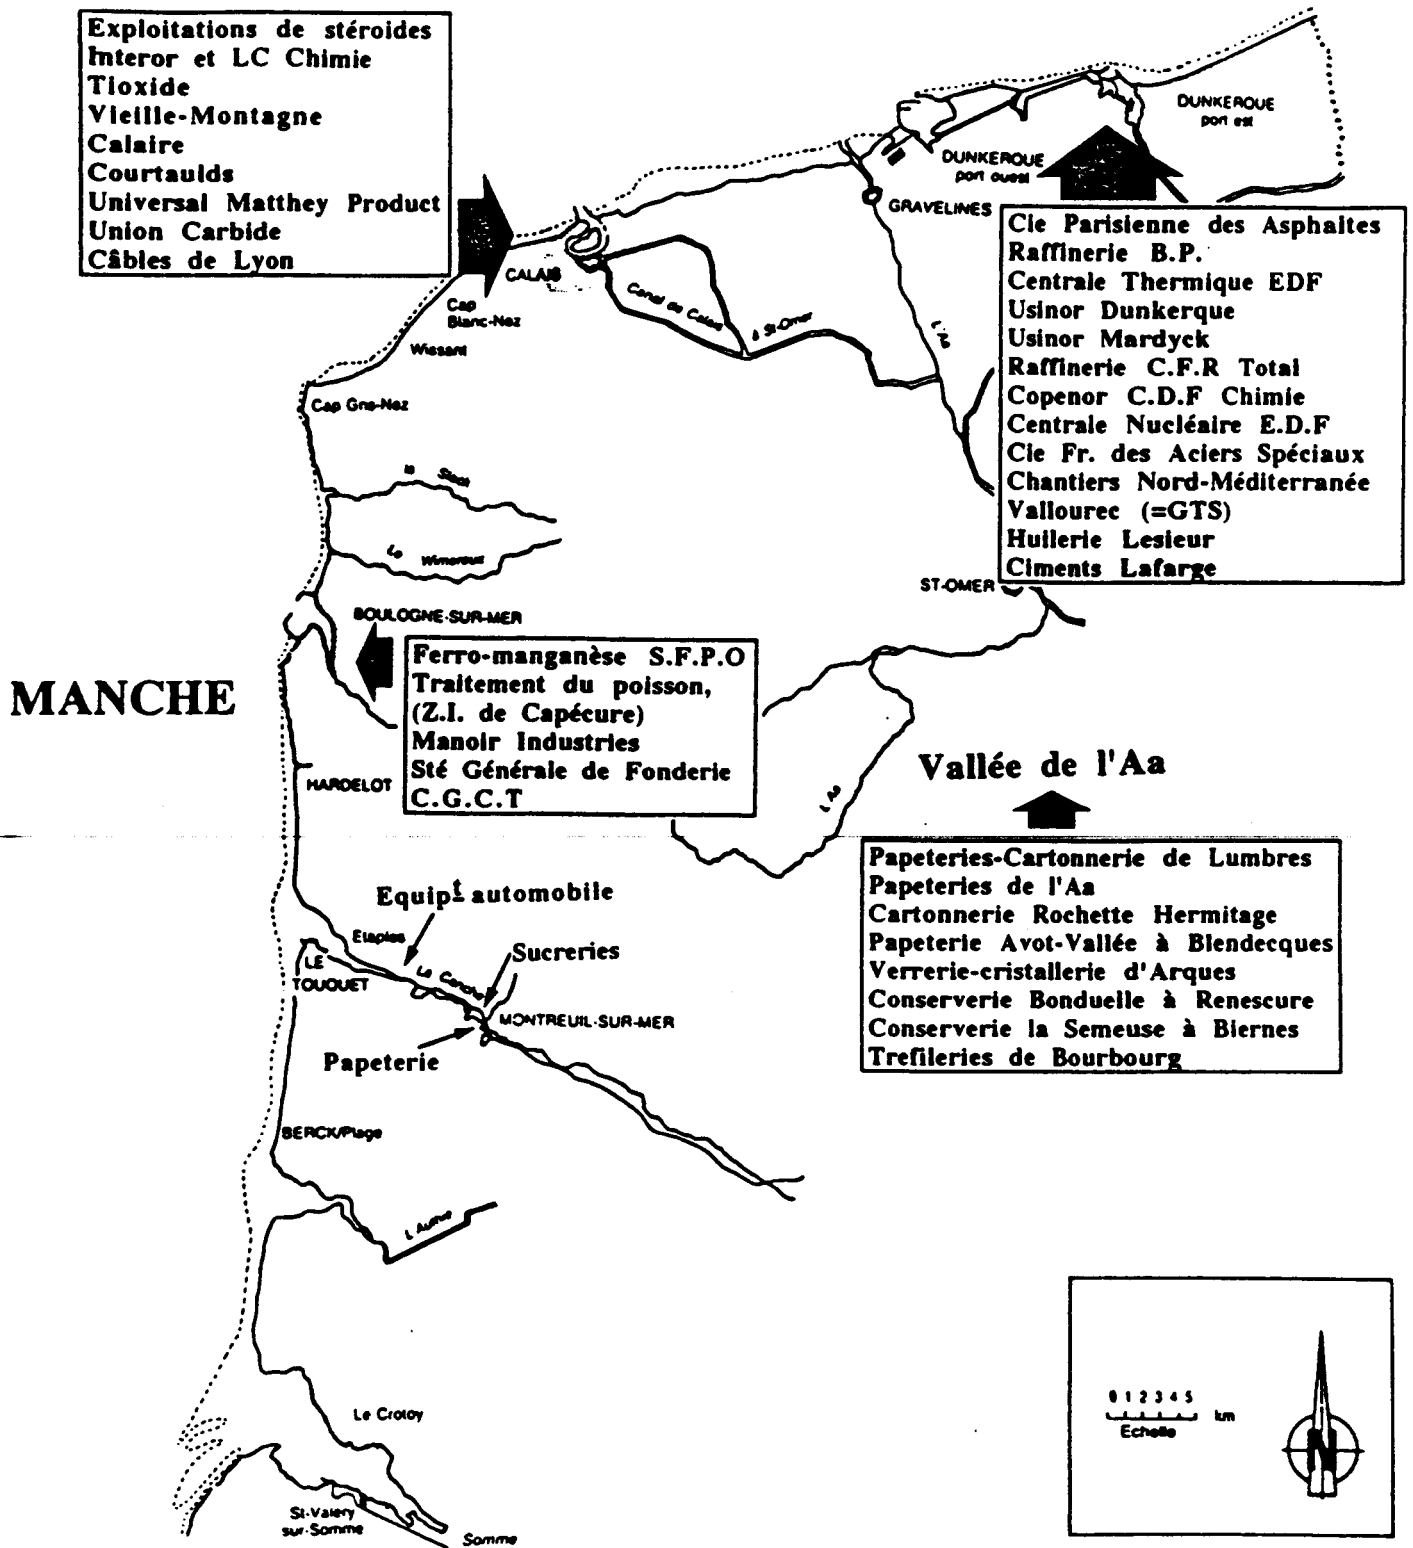 Exploitations de stéroides
Interor et LC Chimie
Tioxide
Vieille-Montagne
Calaire
Courtaulds
Universal Matthey Product
Union Carbide
Câbles de Lyon
DUNKERQUE
port est
DUNKERQUE
port ouest
GRAVELINES
Cie Parisienne des Asphaltes
Raffinerie B.P.
Centrale Thermique EDF
Usinor Dunkerque
Usinor Mardyck
Raffinerie C.F.R Total
Copenor C.D.F Chimie
Centrale Nucléaire E.D.F
Cie Fr. des Aciers Spéciaux
Chantiers Nord-Méditerranée
Vallourec (=GTS)
Huilerie Lesieur
Ciments Lafarge
CALAIS
Canal de Calais
à St-Omer
L'Aa
Cap
Blanc-Nez
Wissant
Cap Gris-Nez
la Slack
Le Wimereux
ST-OMER
BOULOGNE-SUR-MER
Ferro-manganèse S.F.P.O
Traitement du poisson,
(Z.I. de Capécure)
Manoir Industries
Sté Générale de Fonderie
C.G.C.T
MANCHE
HARDELOT
L'Aa
Vallée de l'Aa
Papeteries-Cartonnerie de Lumbres
Papeteries de l'Aa
Cartonnerie Rochette Hermitage
Papeterie Avot-Vallée à Blendecques
Verrerie-cristallerie d'Arques
Conserverie Bonduelle à Renescure
Conserverie la Semeuse à Biernes
Trefileries de Bourbourg
Equipt automobile
Etaples
Sucreries
LE
TOUQUET
La Canche
MONTREUIL-SUR-MER
Papeterie
BERCK/Plage
L'Authie
Le Crotoy
St-Valery
sur-Somme
Somme
0 1 2 3 4 5
km
Echelle
N